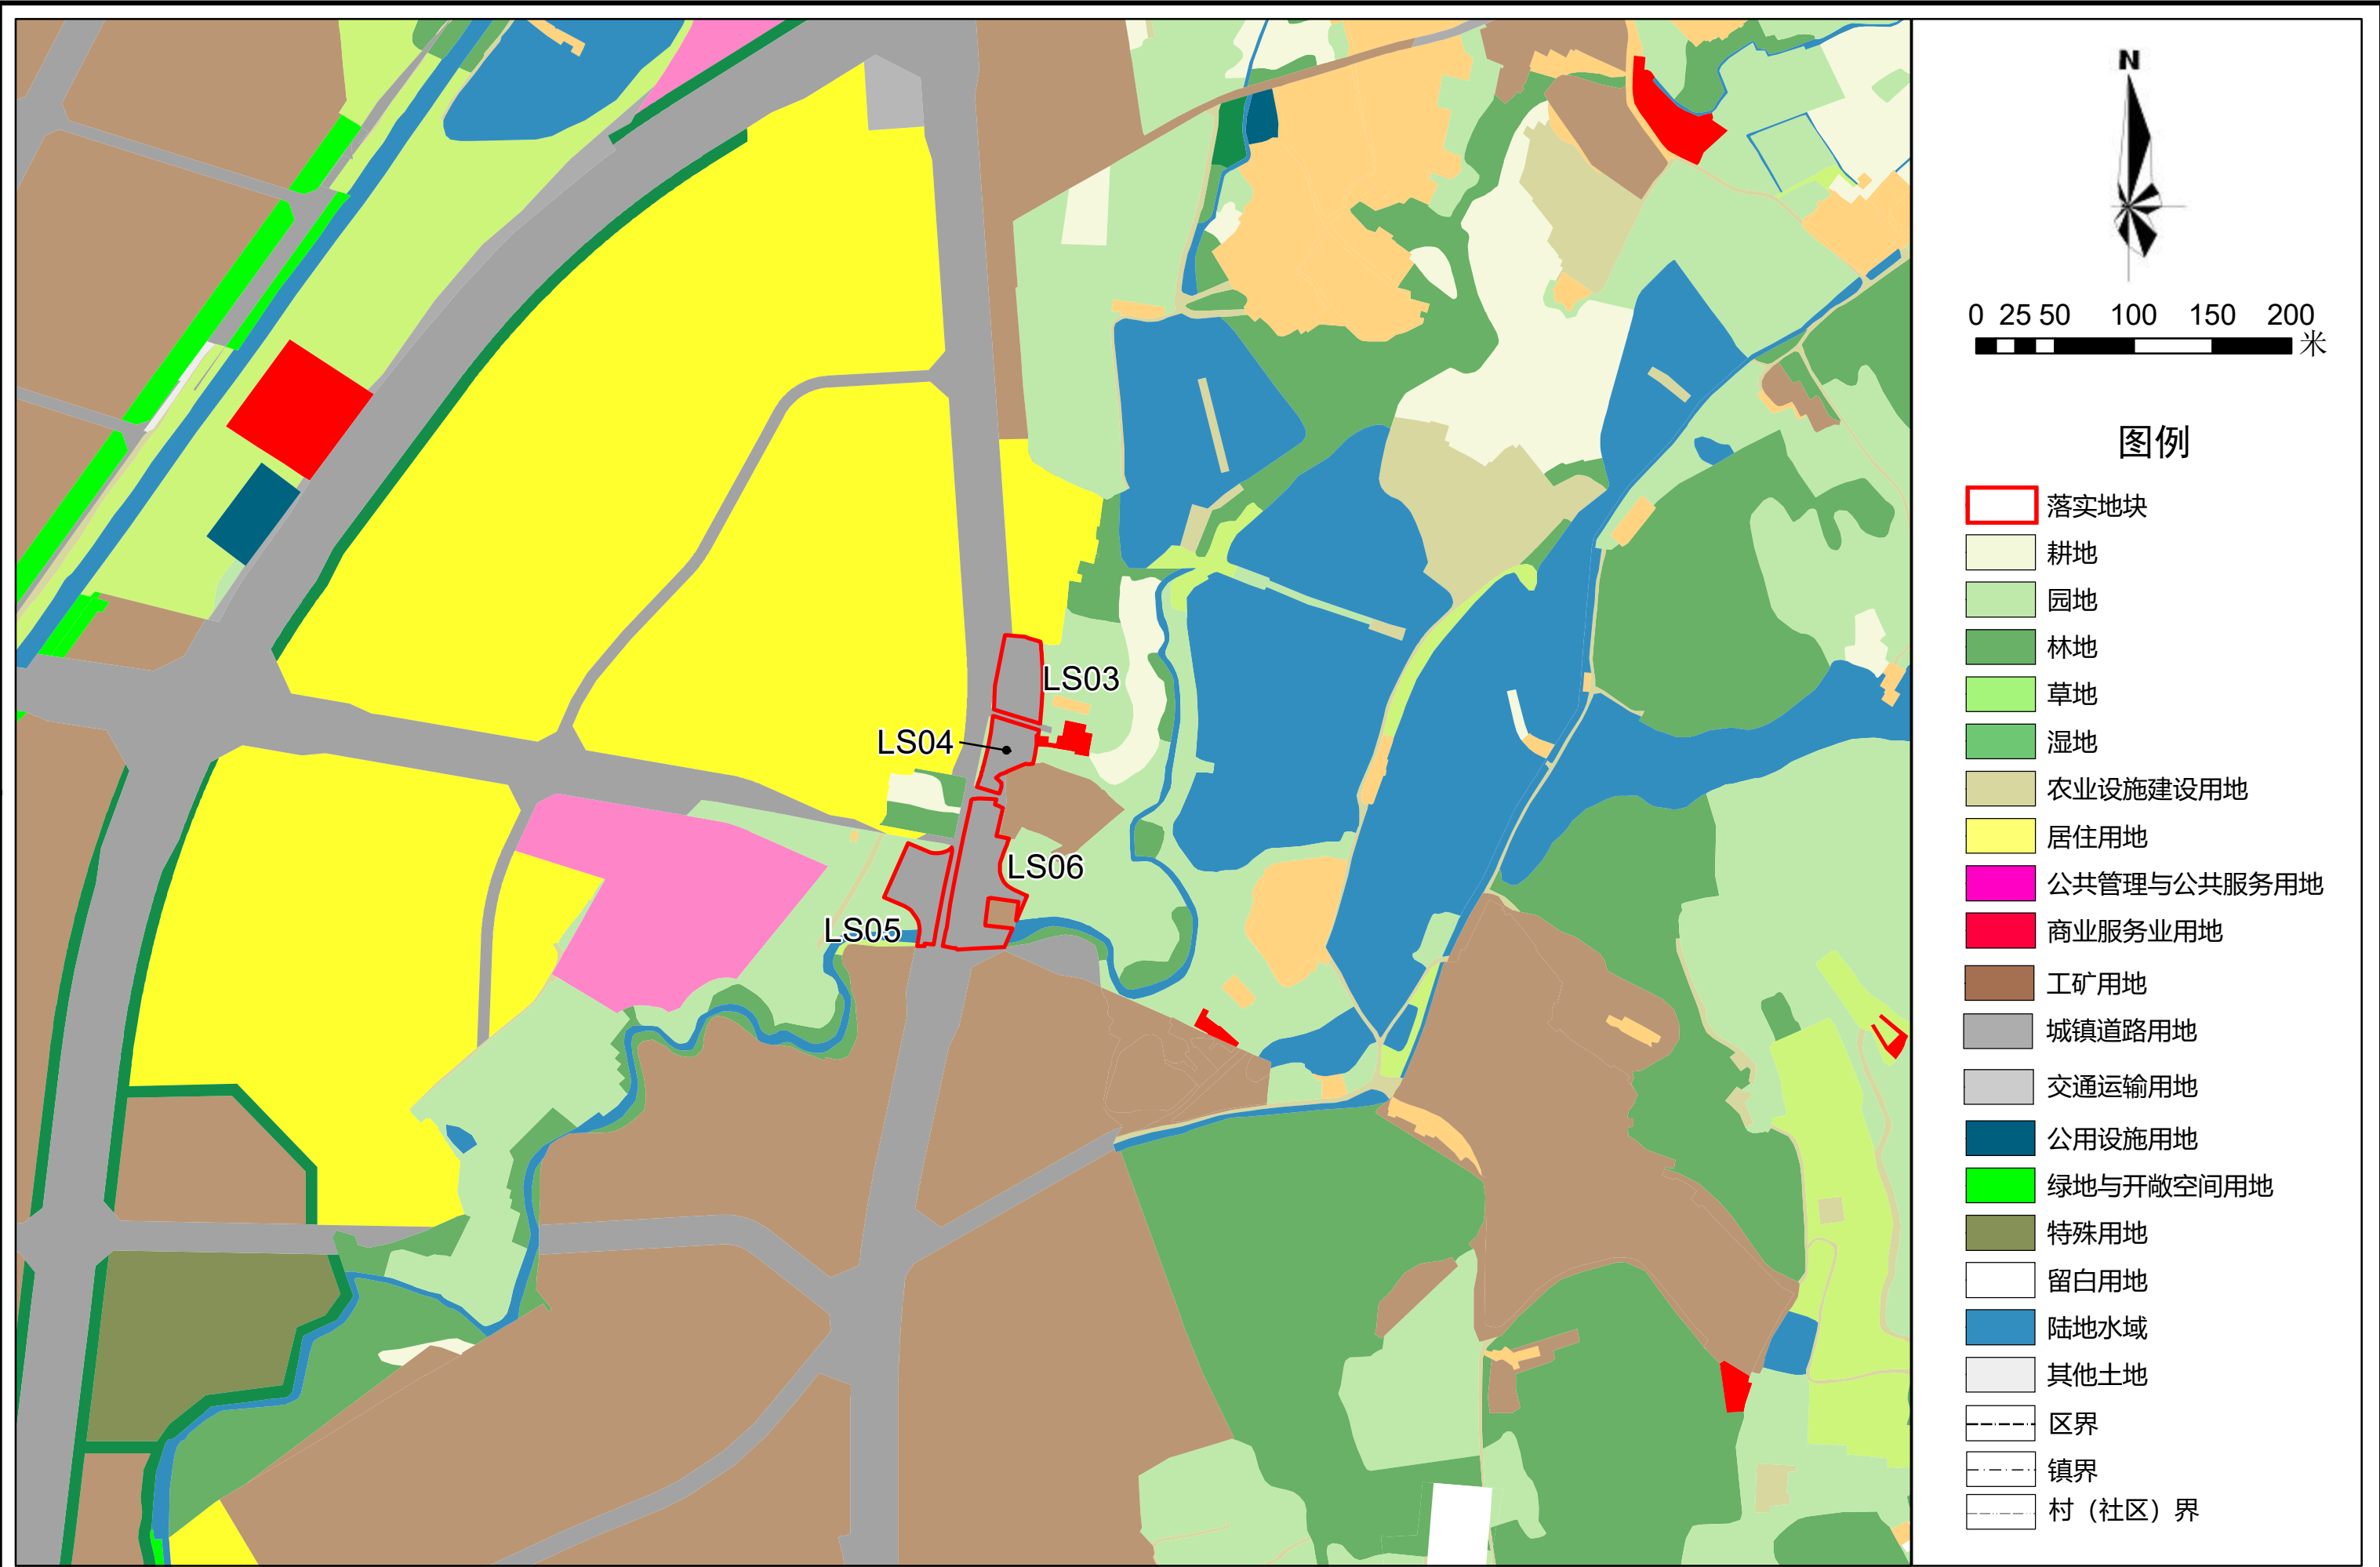 N
0 25 50 100 150 200
米
图例
落实地块
耕地
园地
林地
草地
湿地
农业设施建设用地
居住用地
公共管理与公共服务用地
商业服务业用地
工矿用地
城镇道路用地
交通运输用地
公用设施用地
绿地与开敞空间用地
特殊用地
留白用地
陆地水域
其他土地
区界
镇界
村（社区）界
LS03
LS04
LS06
LS05